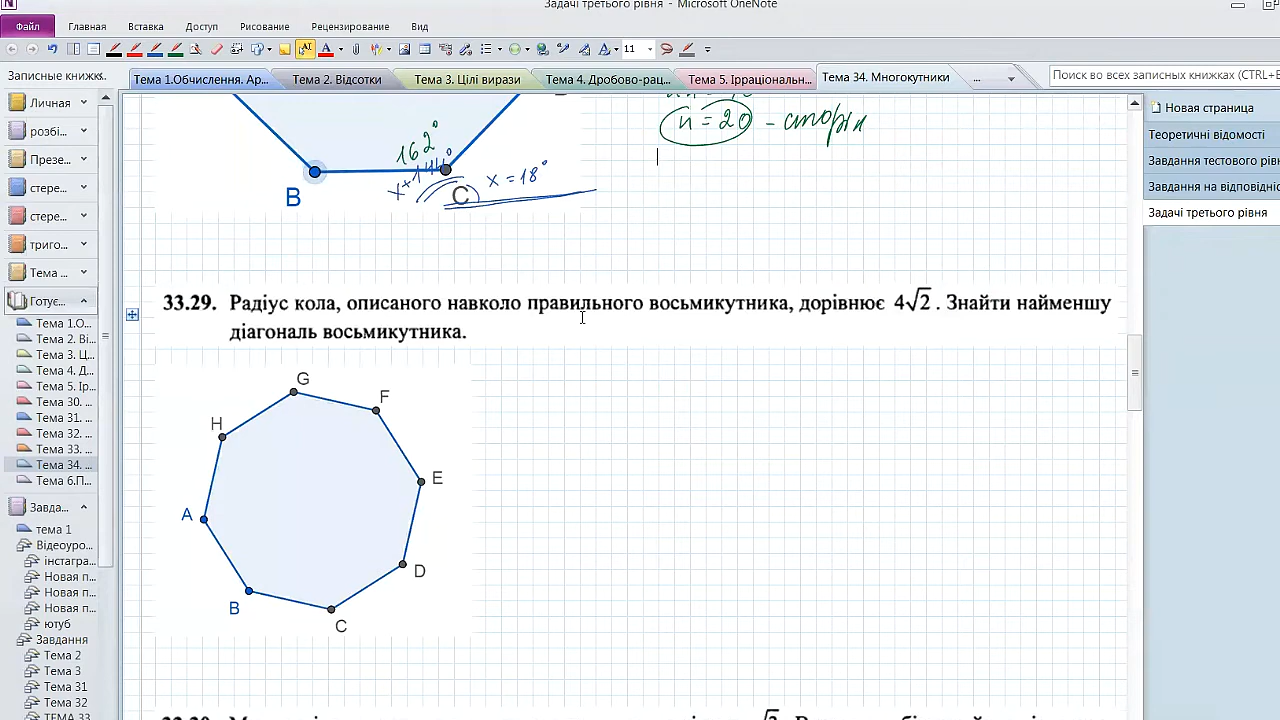 Задачі третього рівня - Microsoft OneNote
Файл Главная Вставка Доступ Рисование Рецензирование Вид
11
Записные книжк.
Тема 1.Обчислення. Ар... Тема 2. Відсотки Тема 3. Цілі вирази Тема 4. Дробово-рац... Тема 5. Ірраціональн... Тема 34. Многокутники ...
Поиск во всех записных книжках (CTRL+E
Личная
розбі...
Презе...
стере...
стере...
триго...
Тема ...
Готує...
Тема 1.О...
Тема 2. Ві...
Тема 3. Ц...
Тема 4. Д...
Тема 5. Ір...
Тема 30. ...
Тема 31. ...
Тема 32. ...
Тема 33. ...
Тема 34. ...
Тема 6.П...
Завда...
тема 1
Відеоуро...
інстагра...
Новая п...
Новая п...
Новая п...
ютуб
Завдання
Тема 2
Тема 3
Тема 31
Тема 32
ТЕМА 33
n = 20 - сторін
162°
x + 144°
x = 18°
B
C
33.29. Радіус кола, описаного навколо правильного восьмикутника, дорівнює 4√2. Знайти найменшу
діагональ восьмикутника.
G
F
H
E
A
D
B
C
Новая страница
Теоретичні відомості
Завдання тестового рівн
Завдання на відповідніс
Задачі третього рівня